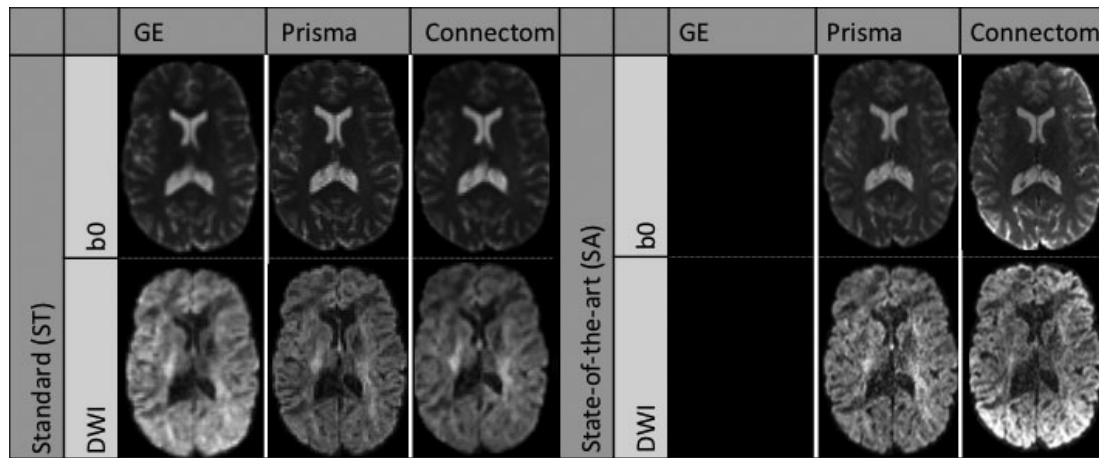 GE Prisma Connectom GE Prisma Connectom
Standard (ST)
b0
DWI
State-of-the-art (SA)
b0
DWI